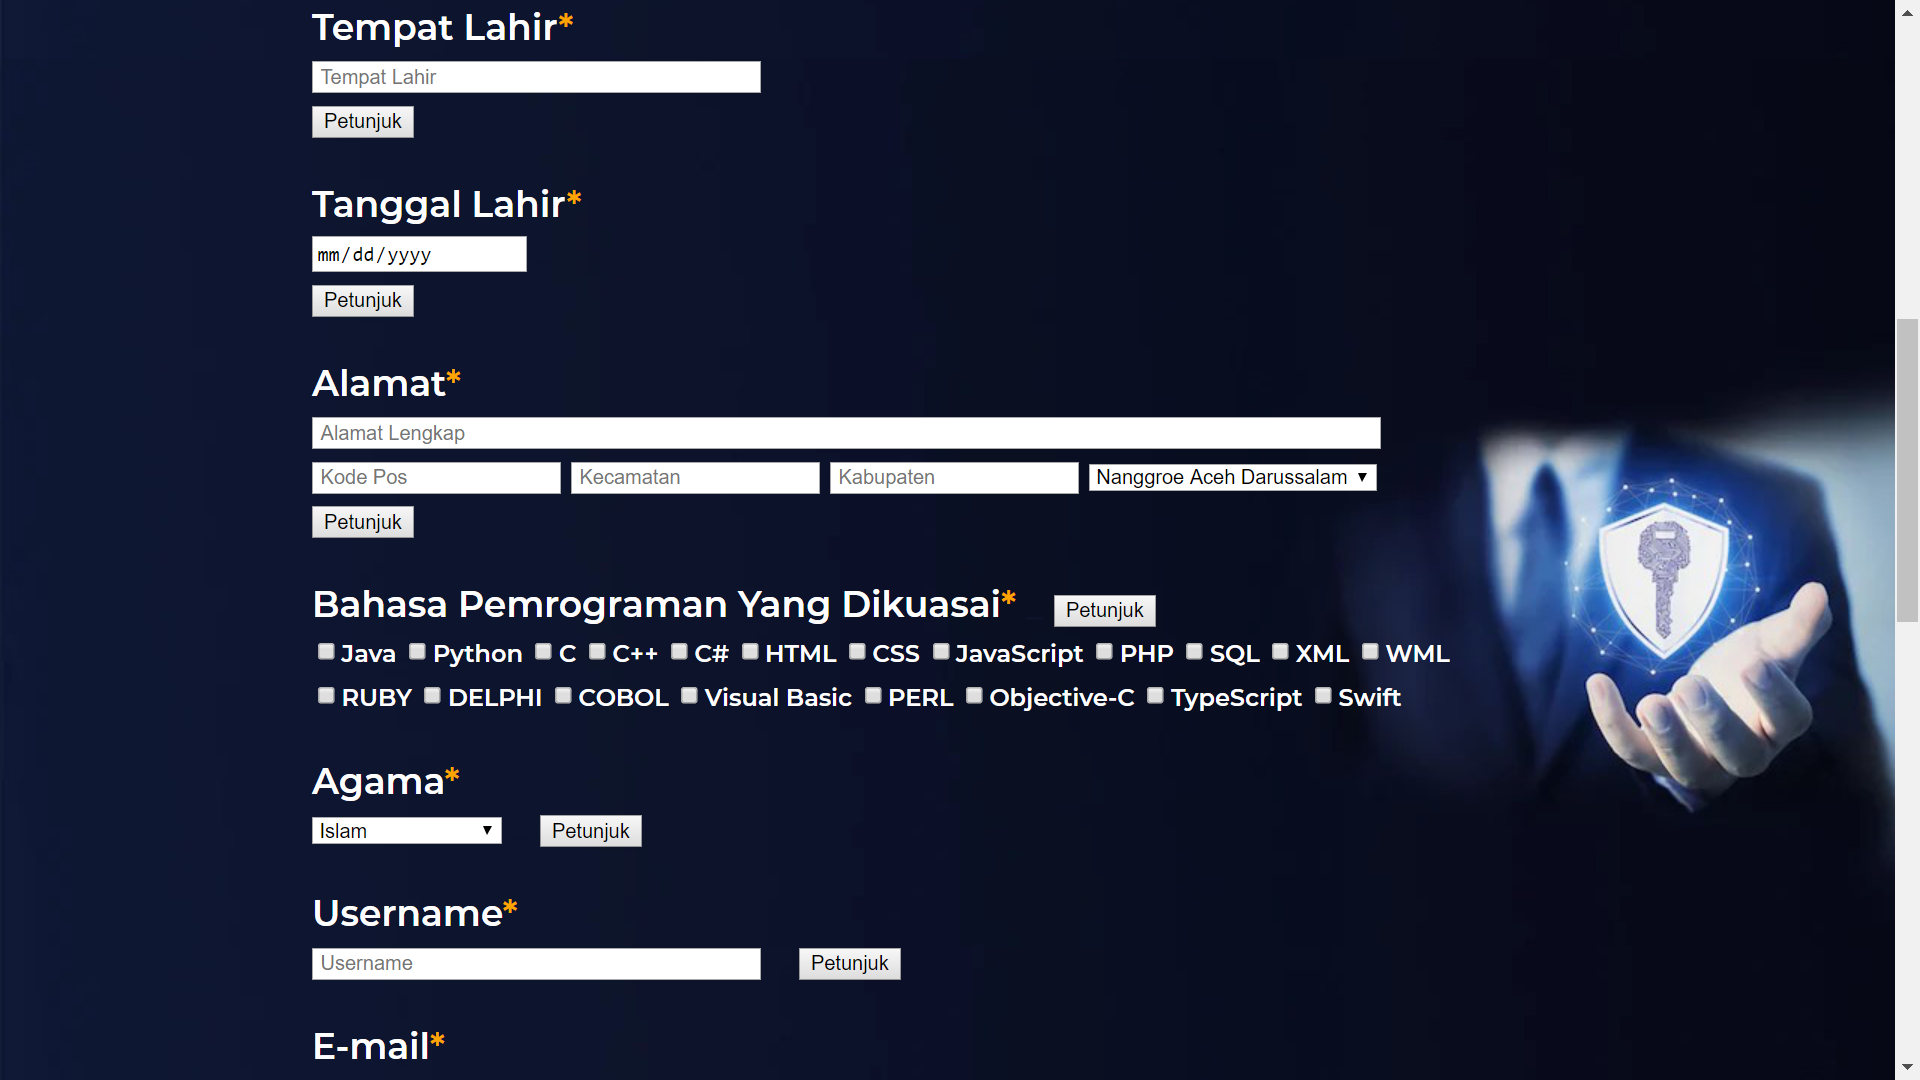 Tempat Lahir*
Tempat Lahir
Petunjuk
Tanggal Lahir*
mm/dd/yyyy
Petunjuk
Alamat*
Alamat Lengkap
Kode Pos Kecamatan Kabupaten Nanggroe Aceh Darussalam
Petunjuk
Bahasa Pemrograman Yang Dikuasai* Petunjuk
Java Python C C++ C# HTML CSS JavaScript PHP SQL XML WML
RUBY DELPHI COBOL Visual Basic PERL Objective-C TypeScript Swift
Agama*
Islam Petunjuk
Username*
Username Petunjuk
E-mail*